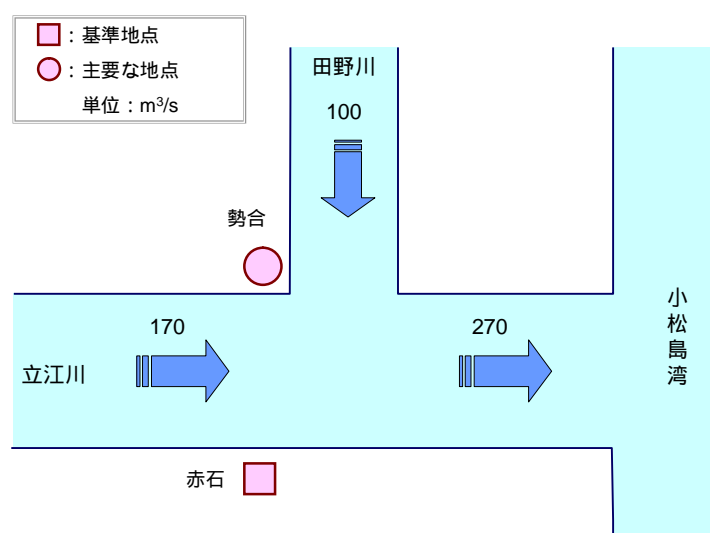 ：基準地点
：主要な地点
単位：m³/s
田野川
100
勢合
170
270
立江川
小松島湾
赤石